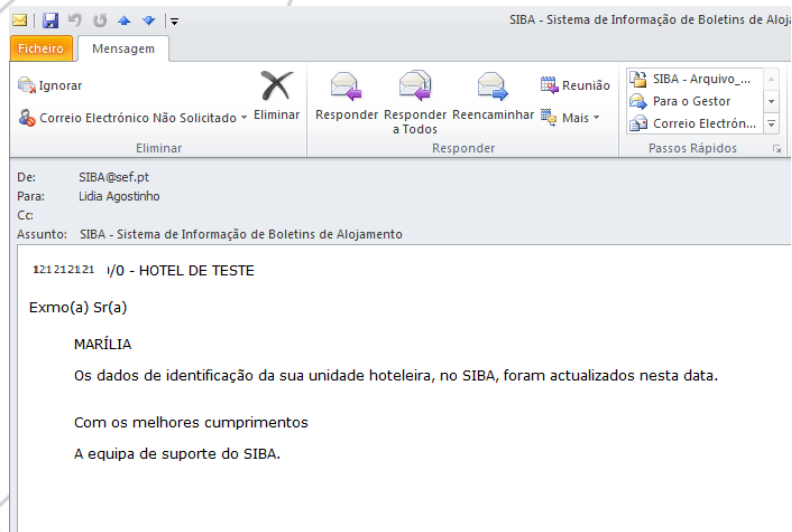 SIBA - Sistema de Informação de Boletins de Aloja
Ficheiro Mensagem
Ignorar
Correio Electrónico Não Solicitado
Eliminar
Responder
Responder a Todos
Reencaminhar
Reunião
Mais
SIBA - Arquivo_...
Para o Gestor
Correio Electrón...
Eliminar Responder Passos Rápidos
De: SIBA@sef.pt
Para: Lidia Agostinho
Cc:
Assunto: SIBA - Sistema de Informação de Boletins de Alojamento
121212121 /0 - HOTEL DE TESTE
Exmo(a) Sr(a)
MARÍLIA
Os dados de identificação da sua unidade hoteleira, no SIBA, foram actualizados nesta data.
Com os melhores cumprimentos
A equipa de suporte do SIBA.